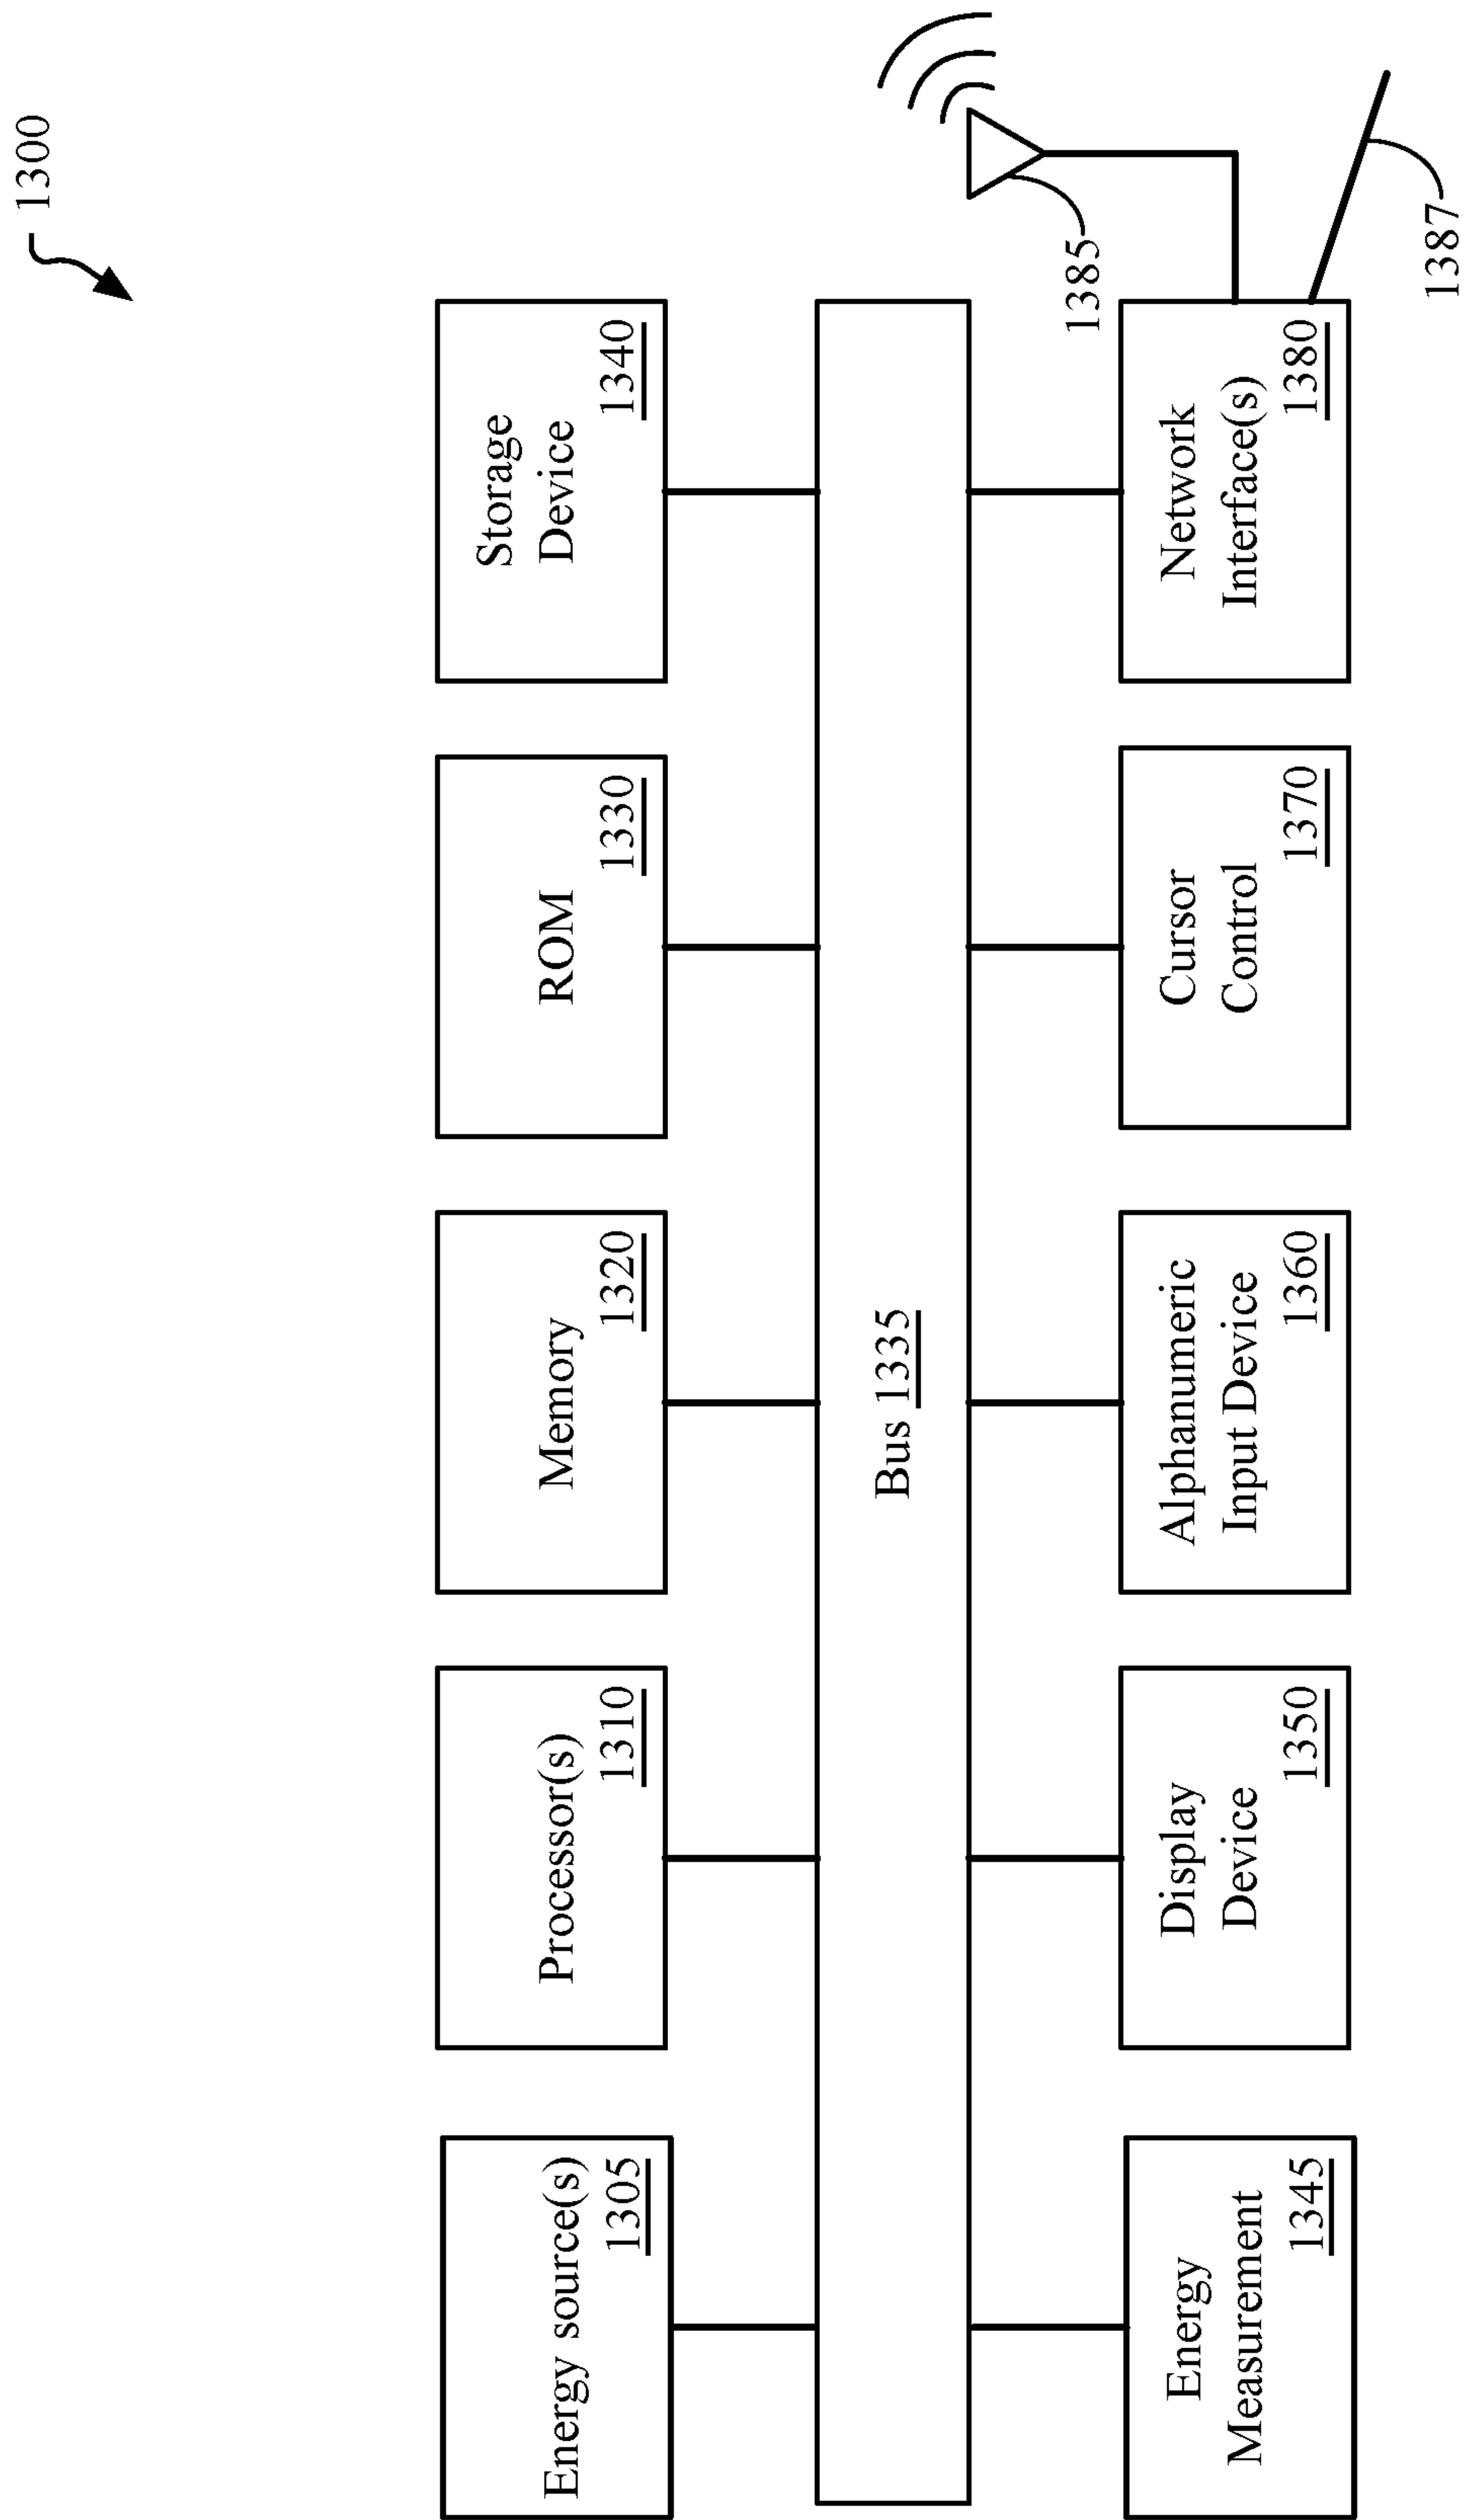 1300
Energy source(s)
1305
Processor(s)
1310
Memory
1320
ROM
1330
Storage
Device
1340
Bus 1335
1385
Energy
Measurement
1345
Display
Device
1350
Alphanumeric
Input Device
1360
Cursor
Control
1370
Network
Interface(s)
1380
1387